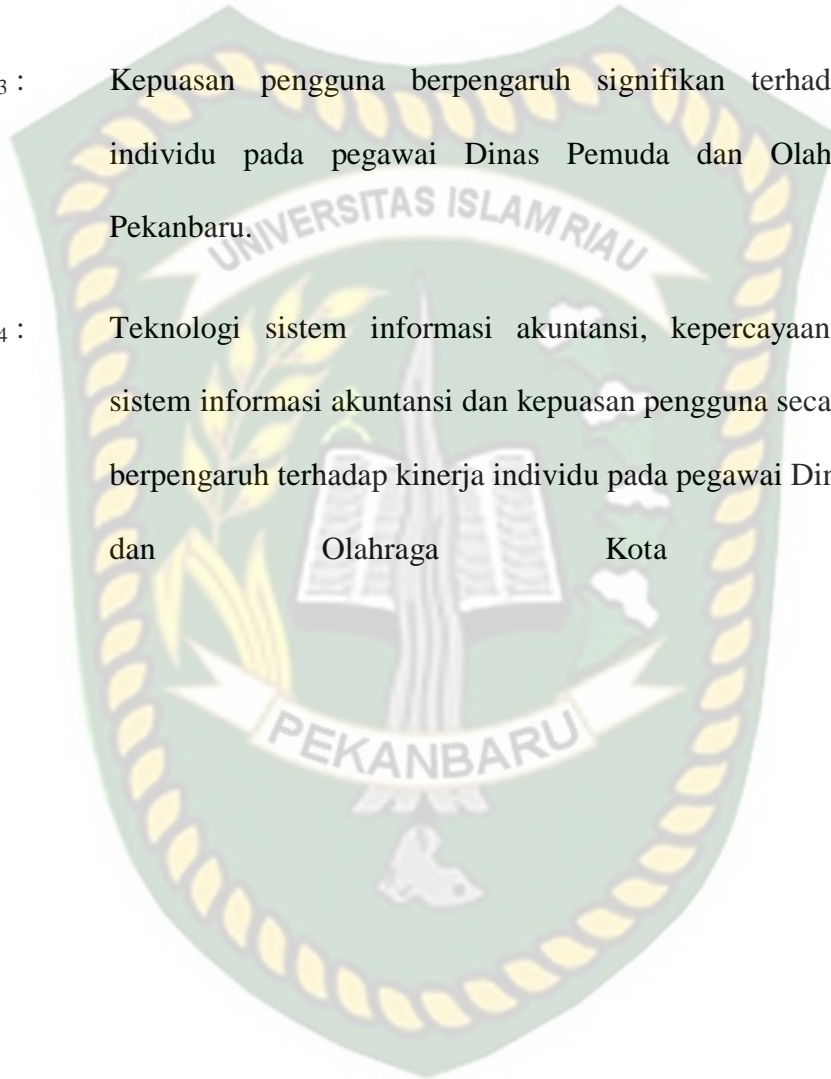 3 : Kepuasan pengguna berpengaruh signifikan terhad
individu pada pegawai Dinas Pemuda dan Olah
Pekanbaru.
UNIVERSITAS ISLAM RIAU
4 : Teknologi sistem informasi akuntansi, kepercayaan
sistem informasi akuntansi dan kepuasan pengguna seca
berpengaruh terhadap kinerja individu pada pegawai Din
dan Olahraga Kota
PEKANBARU